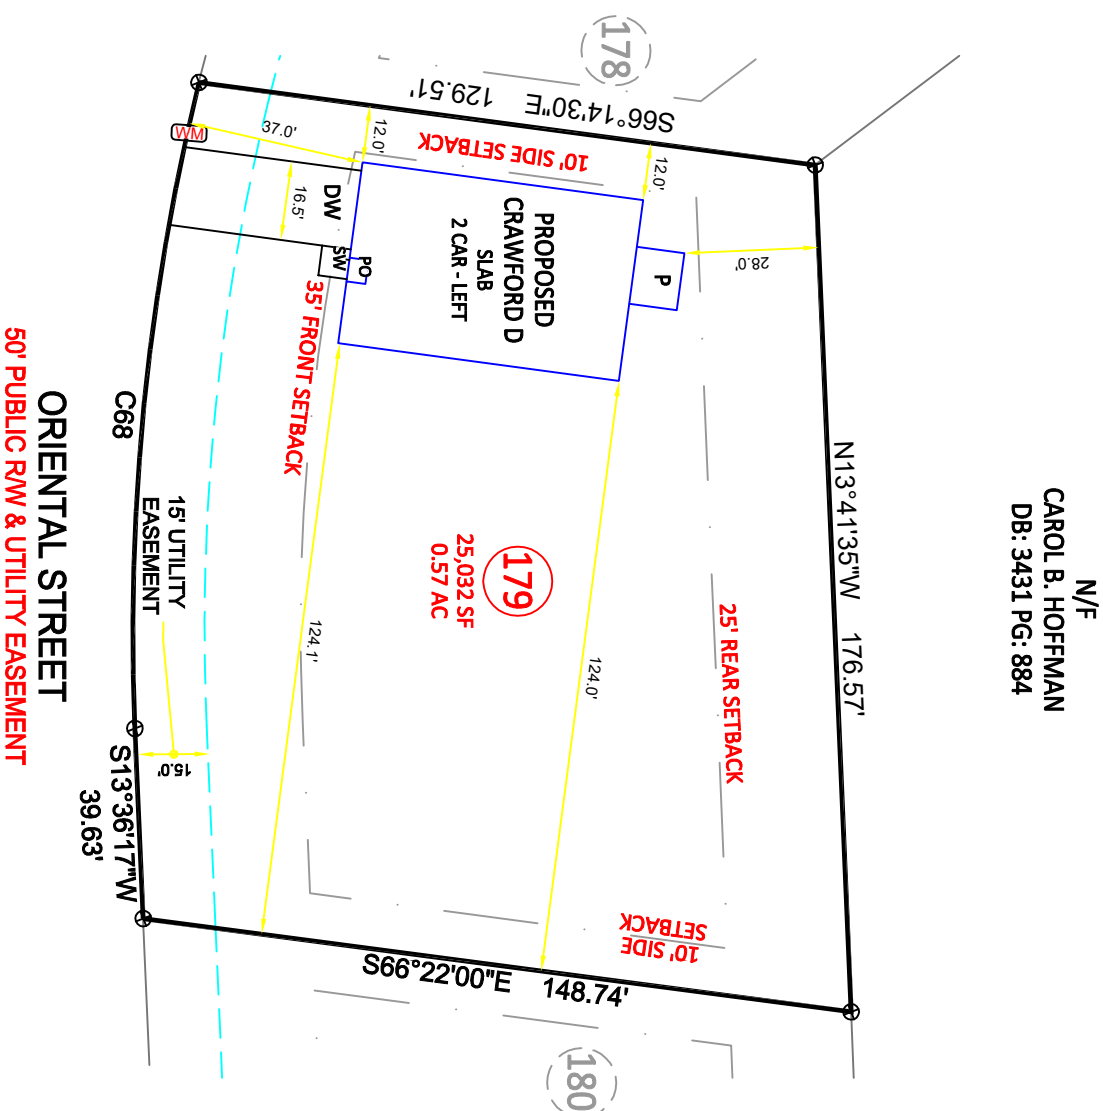 N/F
CAROL B. HOFFMAN
DB: 3431 PG: 884
178
S66°14'30"E 129.51'
10' SIDE SETBACK
12.0'
12.0'
37.0'
WM
DW
16.5'
SW
PO
P
28.0'
PROPOSED
CRAWFORD D
SLAB
2 CAR - LEFT
35' FRONT SETBACK
N13°41'35"W 176.57'
25' REAR SETBACK
179
25,032 SF
0.57 AC
124.0'
124.1'
C68
15' UTILITY
EASEMENT
15.0'
S13°36'17"W
39.63'
10' SIDE
SETBACK
S66°22'00"E 148.74'
180
ORIENTAL STREET
50' PUBLIC R/W & UTILITY EASEMENT